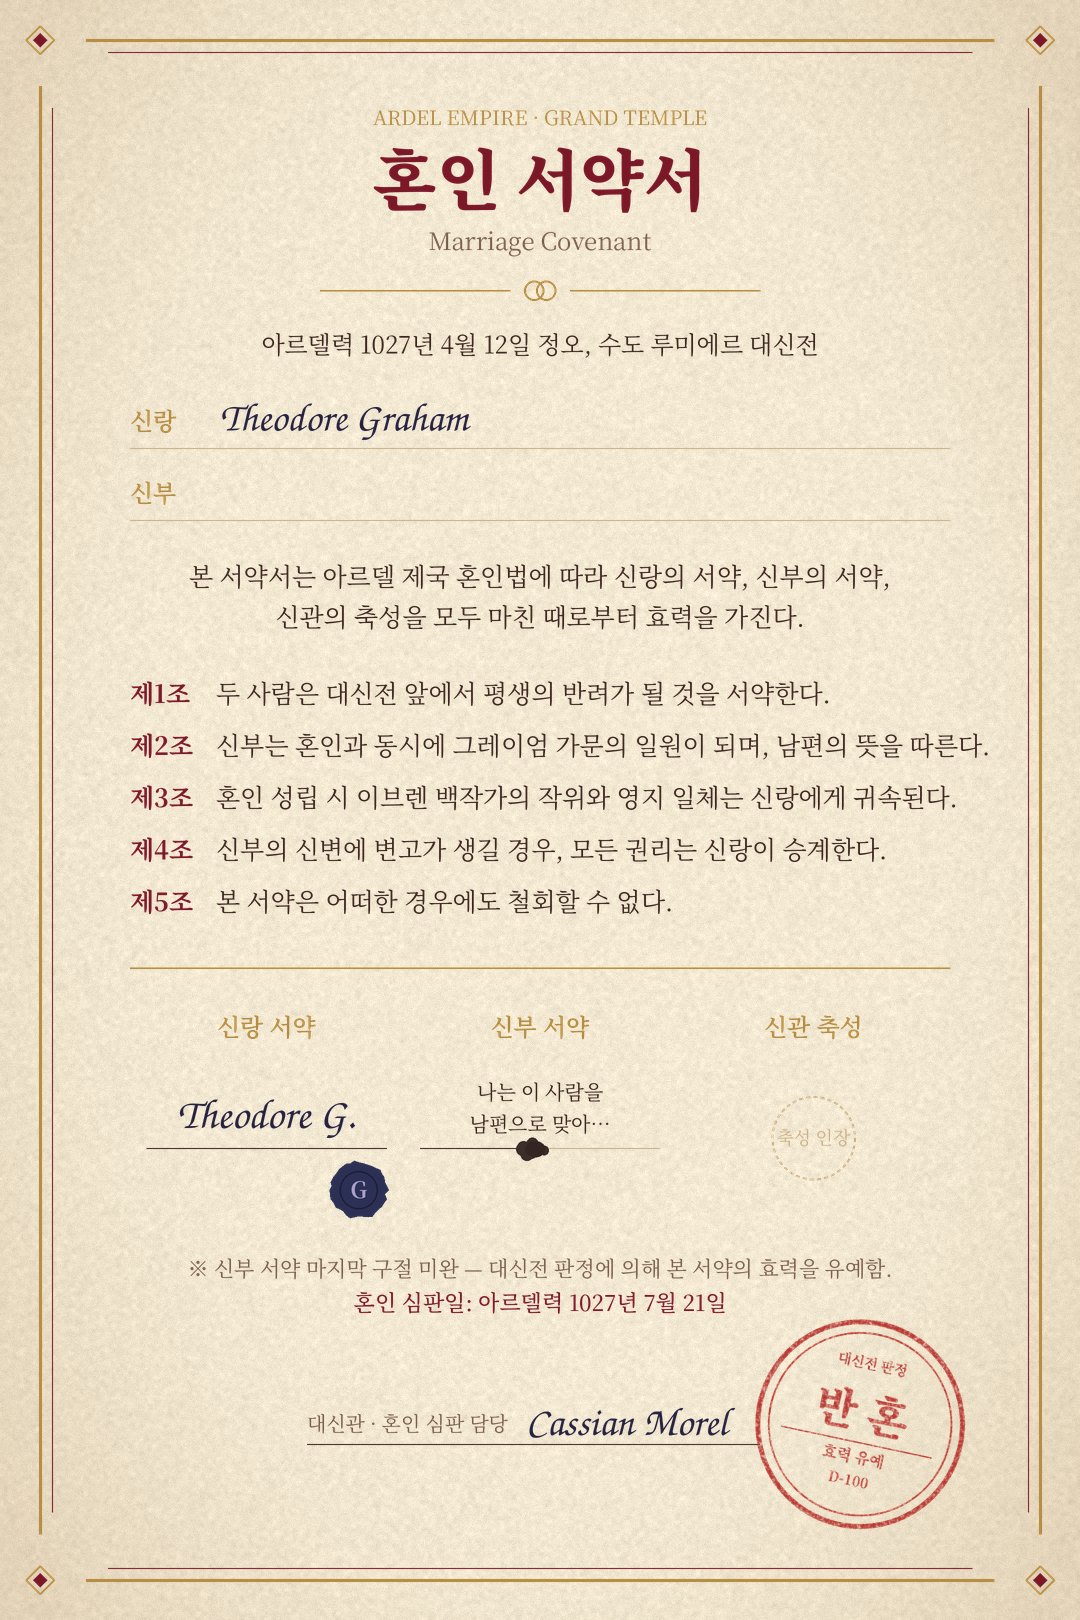 ARDEL EMPIRE · GRAND TEMPLE
혼인 서약서
Marriage Covenant
아르델력 1027년 4월 12일 정오, 수도 루미에르 대신전
신랑 Theodore Graham
신부
본 서약서는 아르델 제국 혼인법에 따라 신랑의 서약, 신부의 서약,
신관의 축성을 모두 마친 때로부터 효력을 가진다.
제1조 두 사람은 대신전 앞에서 평생의 반려가 될 것을 서약한다.
제2조 신부는 혼인과 동시에 그레이엄 가문의 일원이 되며, 남편의 뜻을 따른다.
제3조 혼인 성립 시 이브렌 백작가의 작위와 영지 일체는 신랑에게 귀속된다.
제4조 신부의 신변에 변고가 생길 경우, 모든 권리는 신랑이 승계한다.
제5조 본 서약은 어떠한 경우에도 철회할 수 없다.
신랑 서약 신부 서약 신관 축성
나는 이 사람을
남편으로 맞아…
Theodore G.
축성 인장
G
※ 신부 서약 마지막 구절 미완 — 대신전 판정에 의해 본 서약의 효력을 유예함.
혼인 심판일: 아르델력 1027년 7월 21일
대신관 · 혼인 심판 담당 Cassian Morel
대신전 판정
반 혼
효력 유예
D-100